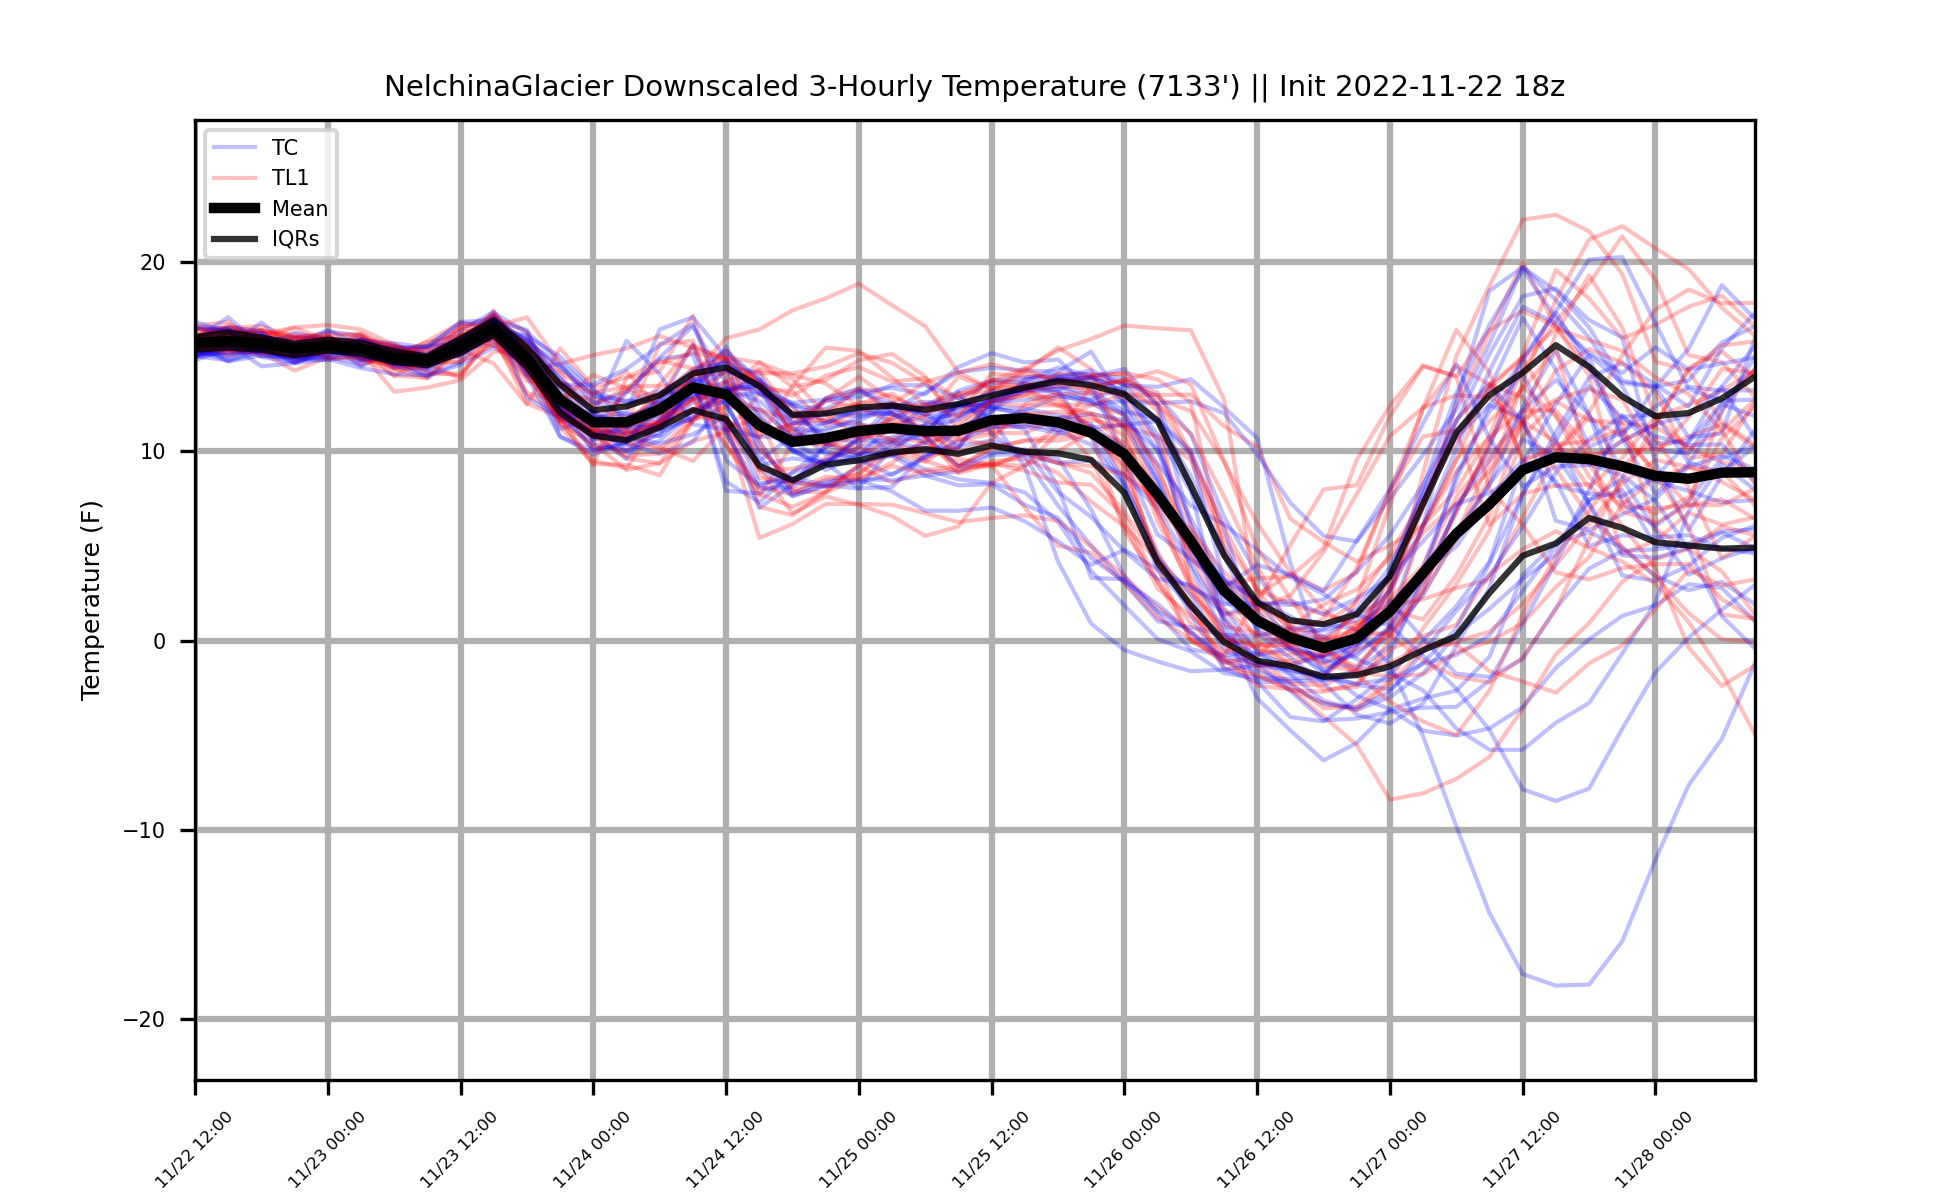 NelchinaGlacier Downscaled 3-Hourly Temperature (7133') || Init 2022-11-22 18z
TC
TL1
Mean
IQRs
Temperature (F)
20
10
0
−10
−20
11/22 12:00
11/23 00:00
11/23 12:00
11/24 00:00
11/24 12:00
11/25 00:00
11/25 12:00
11/26 00:00
11/26 12:00
11/27 00:00
11/27 12:00
11/28 00:00